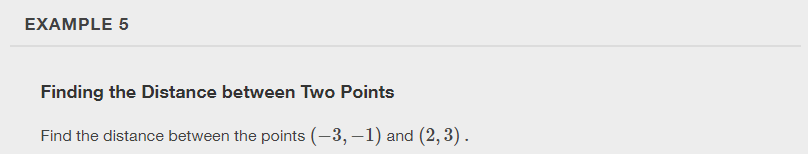 EXAMPLE 5
Finding the Distance between Two Points
Find the distance between the points (−3, −1) and (2, 3) .